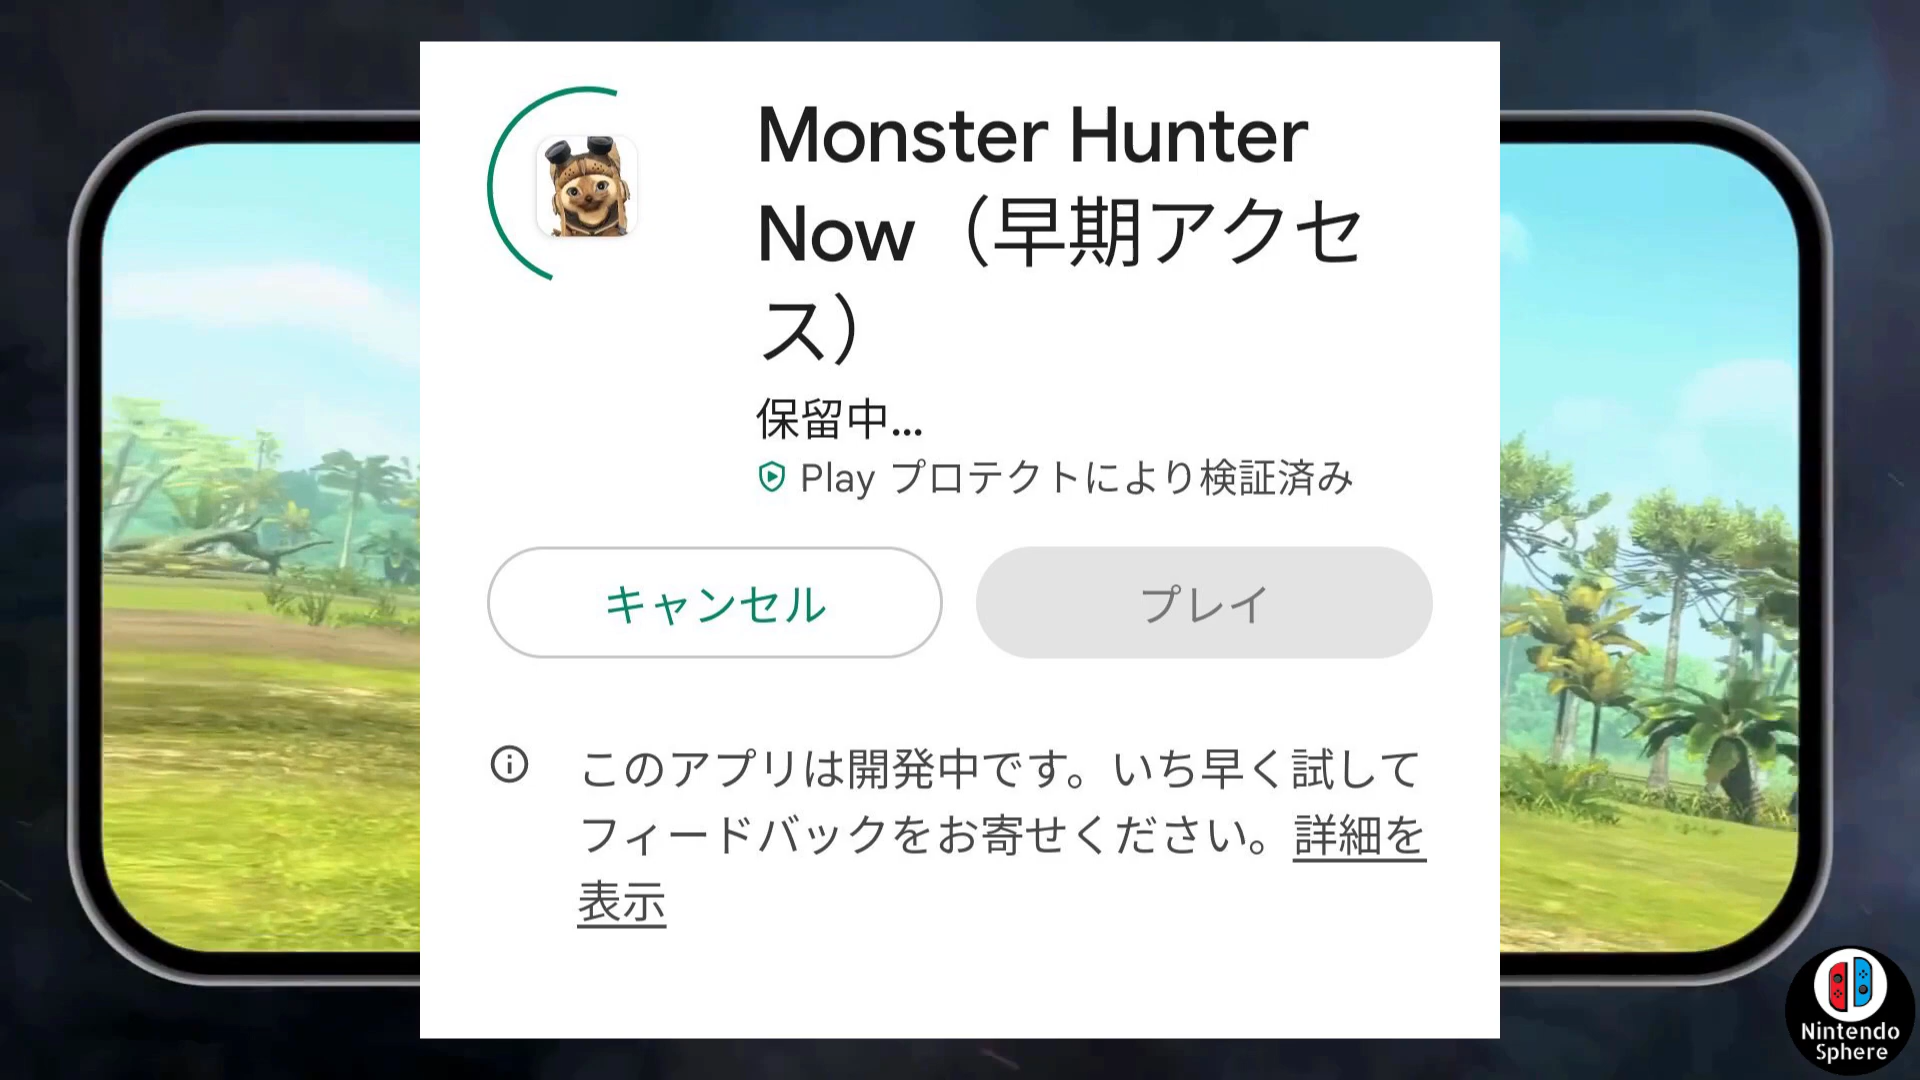 Monster Hunter
Now（早期アクセ
ス）
保留中...
Play プロテクトにより検証済み
キャンセル
プレイ
このアプリは開発中です。いち早く試して
フィードバックをお寄せください。詳細を
表示
Nintendo
Sphere